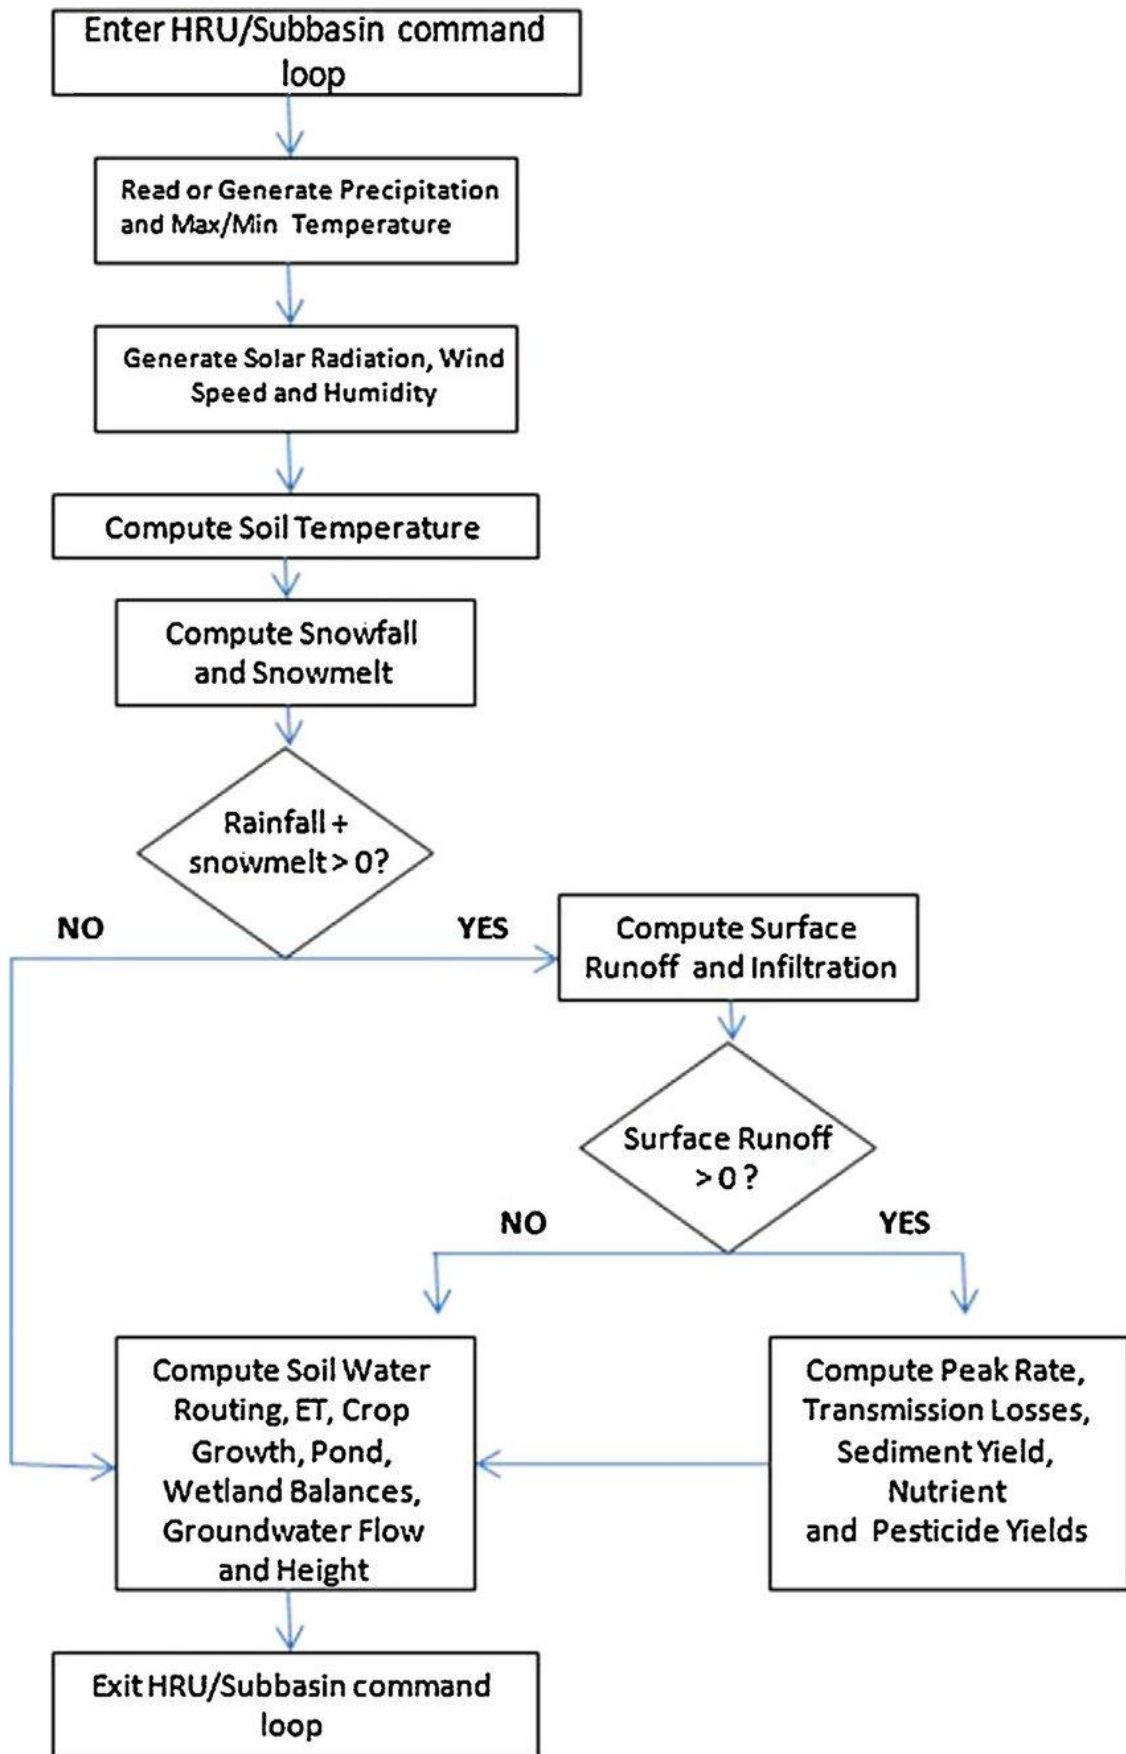 Enter HRU/Subbasin command
loop
Read or Generate Precipitation
and Max/Min Temperature
Generate Solar Radiation, Wind
Speed and Humidity
Compute Soil Temperature
Compute Snowfall
and Snowmelt
Rainfall +
snowmelt > 0?
NO
YES
Compute Surface
Runoff and Infiltration
Surface Runoff
> 0 ?
NO
YES
Compute Soil Water
Routing, ET, Crop
Growth, Pond,
Wetland Balances,
Groundwater Flow
and Height
Compute Peak Rate,
Transmission Losses,
Sediment Yield,
Nutrient
and Pesticide Yields
Exit HRU/Subbasin command
loop